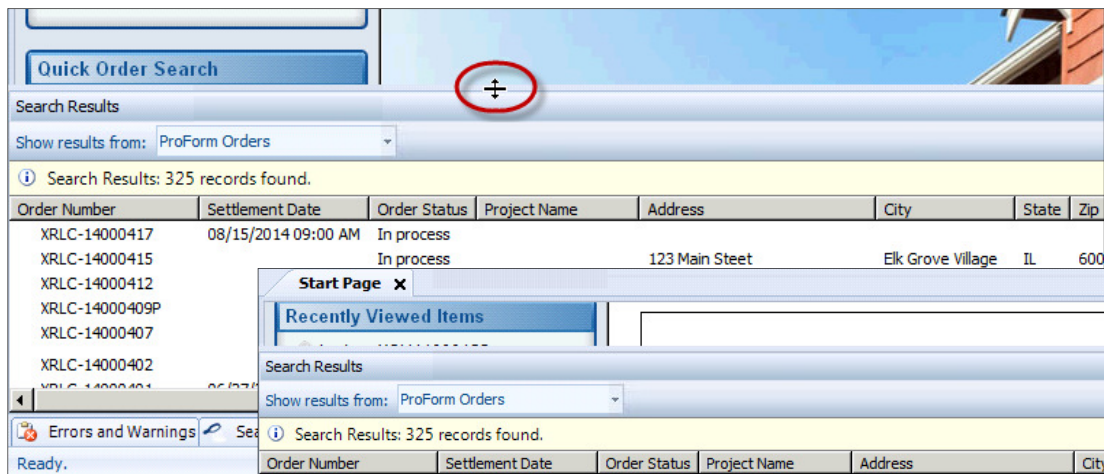 Quick Order Search
Search Results
Show results from: ProForm Orders
Search Results: 325 records found.
Order Number Settlement Date Order Status Project Name Address City State Zip
XRLC-14000417 08/15/2014 09:00 AM In process
XRLC-14000415 In process 123 Main Steet Elk Grove Village IL 600
XRLC-14000412
XRLC-14000409P
XRLC-14000407
XRLC-14000402
Errors and Warnings Sea
Ready.
Start Page X
Recently Viewed Items
Search Results
Show results from: ProForm Orders
Search Results: 325 records found.
Order Number Settlement Date Order Status Project Name Address City